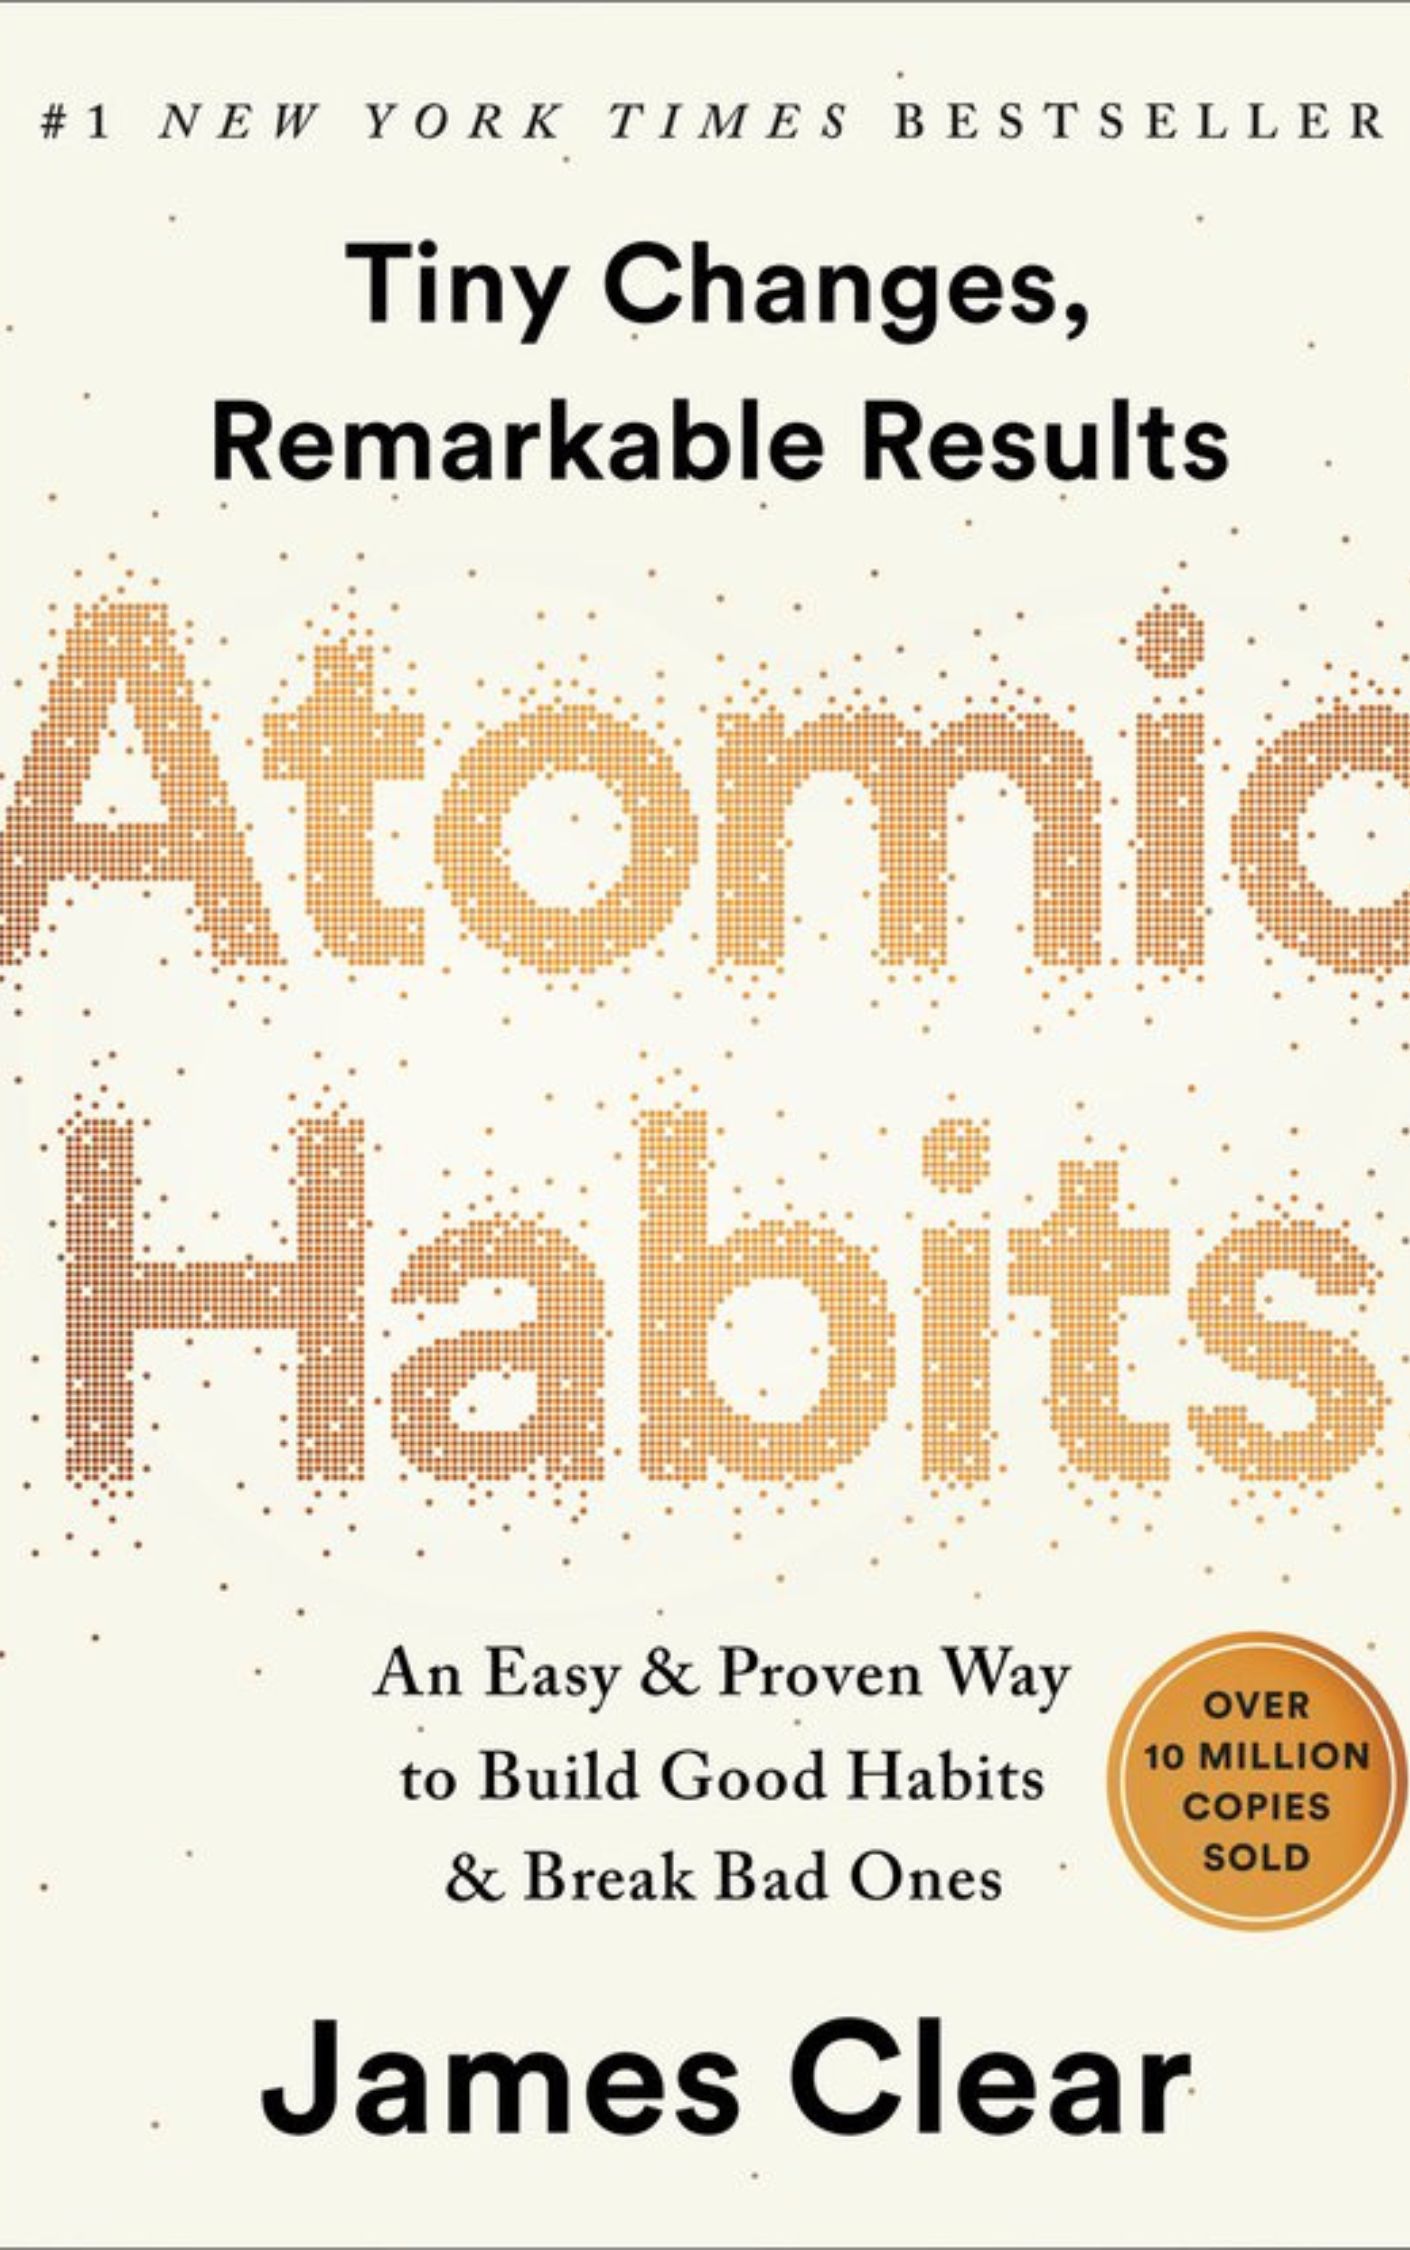 #1 NEW YORK TIMES BESTSELLER
Tiny Changes,
Remarkable Results
Atomic
Habits
An Easy & Proven Way
to Build Good Habits
& Break Bad Ones
OVER
10 MILLION
COPIES
SOLD
James Clear